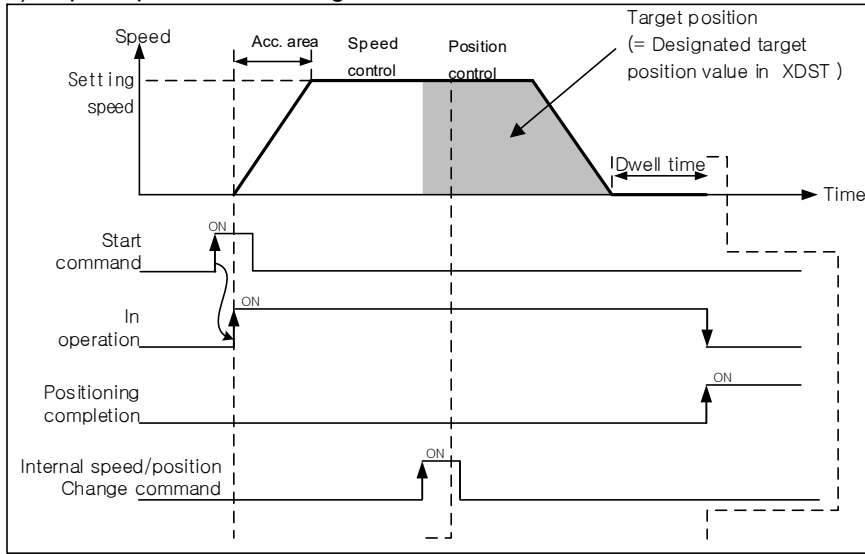 Speed
Acc. area
Speed
control
Position
control
Target position
(= Designated target
position value in XDST )
Setting
speed
Dwell time
Time
ON
Start
command
ON
In
operation
ON
Positioning
completion
ON
Internal speed/position
Change command